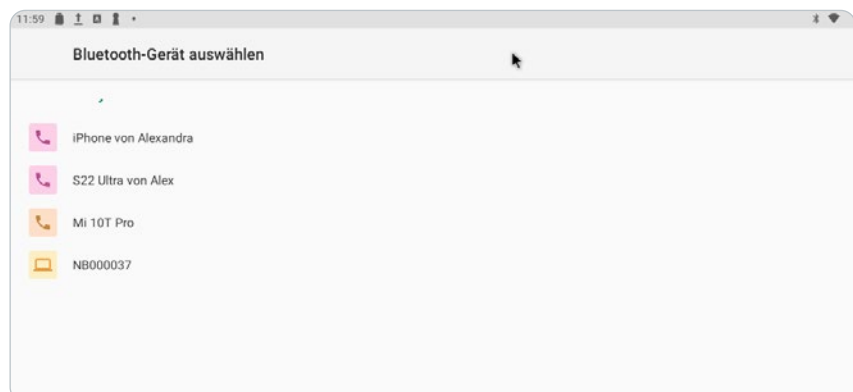 11:59
Bluetooth-Gerät auswählen
iPhone von Alexandra
S22 Ultra von Alex
Mi 10T Pro
NB000037